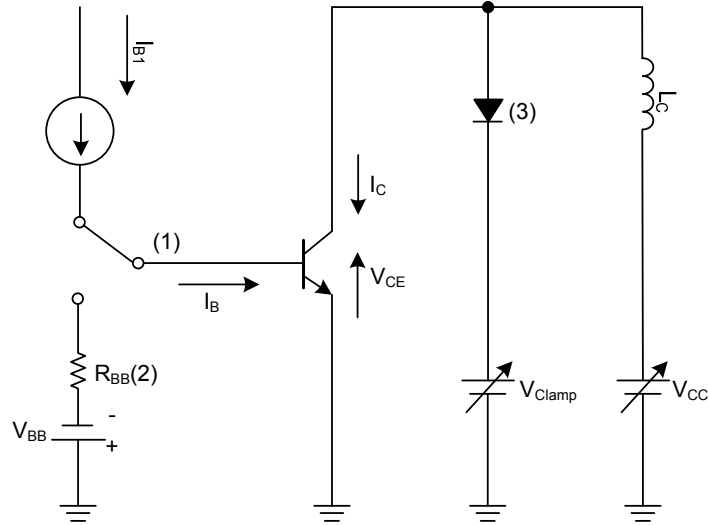 IB1
(3)
LC
IC
(1)
VCE
IB
RBB(2)
VClamp
VCC
VBB
-
+